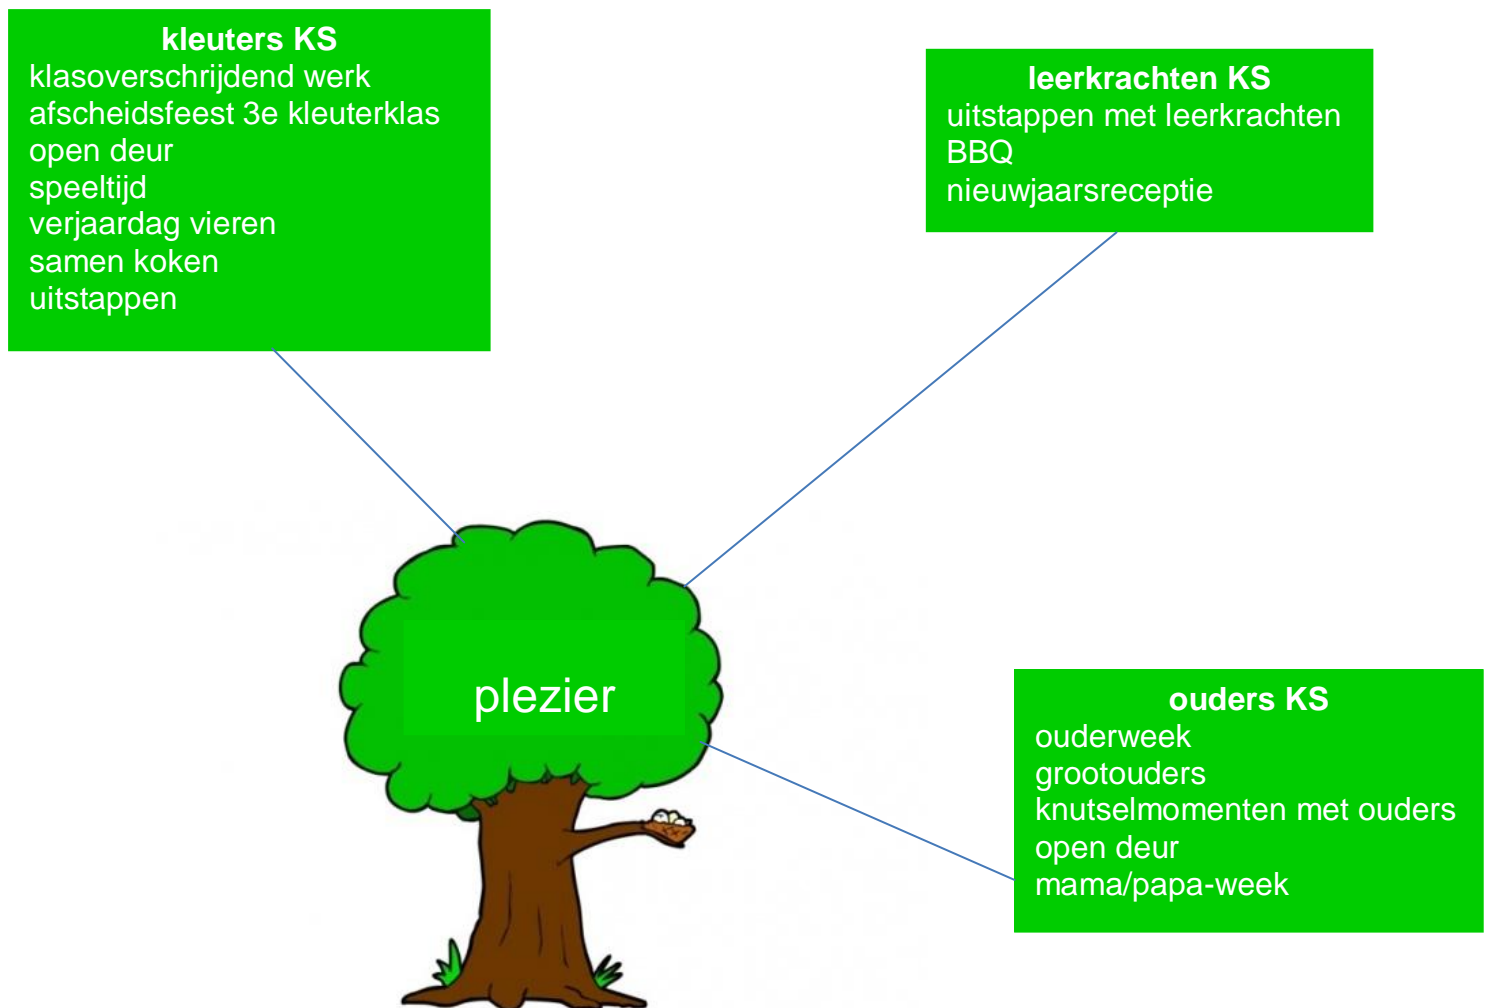 kleuters KS
klasoverschrijdend werk
afscheidsfeest 3e kleuterklas
open deur
speeltijd
verjaardag vieren
samen koken
uitstappen
leerkrachten KS
uitstappen met leerkrachten
BBQ
nieuwjaarsreceptie
plezier
ouders KS
ouderweek
grootouders
knutselmomenten met ouders
open deur
mama/papa-week